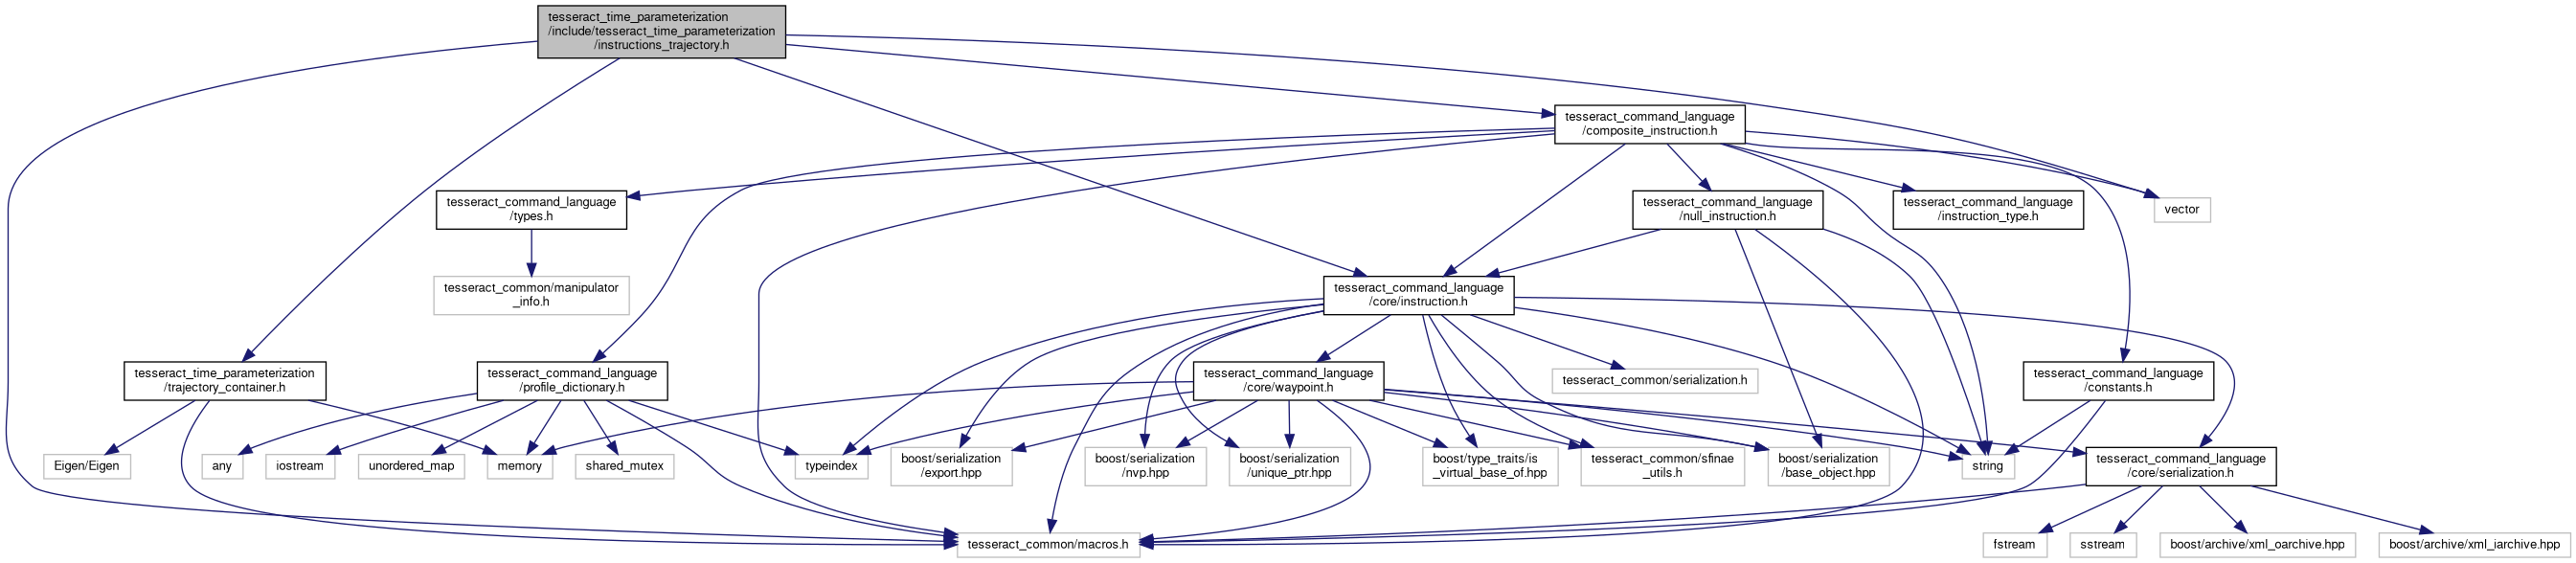 tesseract_time_parameterization
/include/tesseract_time_parameterization
/instructions_trajectory.h
tesseract_command_language
/composite_instruction.h
tesseract_command_language
/types.h
tesseract_command_language
/null_instruction.h
tesseract_command_language
/instruction_type.h
vector
tesseract_common/manipulator
_info.h
tesseract_command_language
/core/instruction.h
tesseract_time_parameterization
/trajectory_container.h
tesseract_command_language
/profile_dictionary.h
tesseract_command_language
/core/waypoint.h
tesseract_common/serialization.h
tesseract_command_language
/constants.h
Eigen/Eigen
any
iostream
unordered_map
memory
shared_mutex
typeindex
boost/serialization
/export.hpp
boost/serialization
/nvp.hpp
boost/serialization
/unique_ptr.hpp
boost/type_traits/is
_virtual_base_of.hpp
tesseract_common/sfinae
_utils.h
boost/serialization
/base_object.hpp
string
tesseract_command_language
/core/serialization.h
tesseract_common/macros.h
fstream
sstream
boost/archive/xml_oarchive.hpp
boost/archive/xml_iarchive.hpp